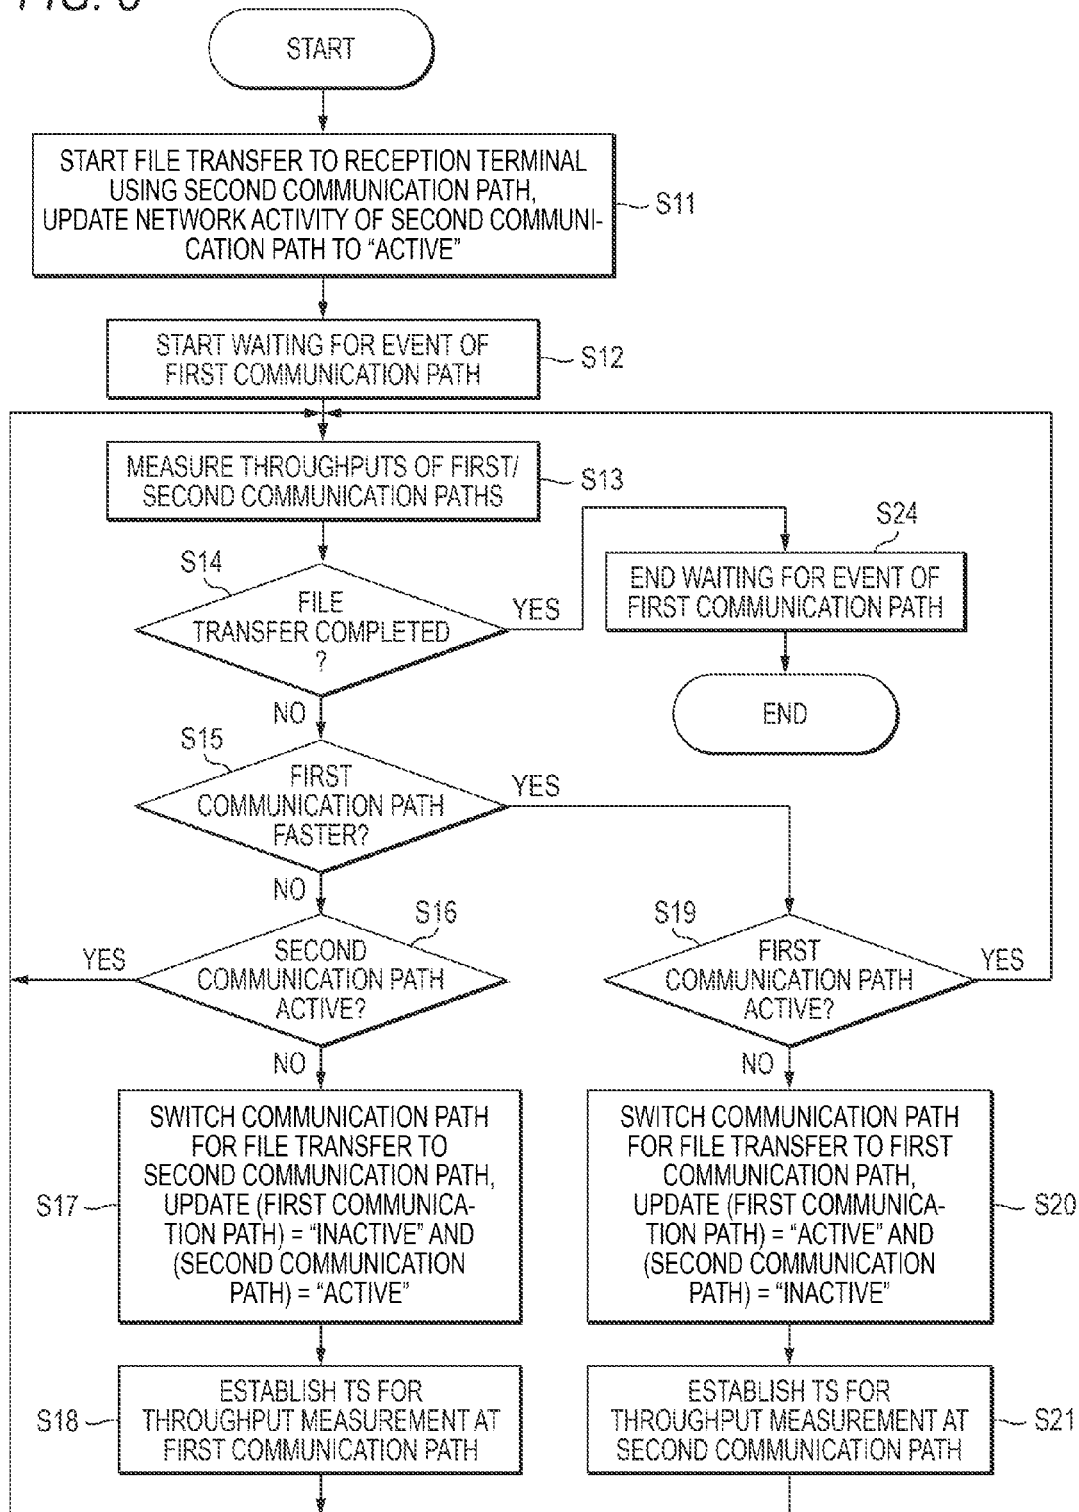 START
START FILE TRANSFER TO RECEPTION TERMINAL
USING SECOND COMMUNICATION PATH,
UPDATE NETWORK ACTIVITY OF SECOND COMMUNI-
CATION PATH TO “ACTIVE”
S11
START WAITING FOR EVENT OF
FIRST COMMUNICATION PATH
S12
MEASURE THROUGHPUTS OF FIRST/
SECOND COMMUNICATION PATHS
S13
S14
FILE
TRANSFER COMPLETED
?
YES
NO
S24
END WAITING FOR EVENT OF
FIRST COMMUNICATION PATH
END
S15
FIRST
COMMUNICATION PATH
FASTER?
YES
NO
S16
SECOND
COMMUNICATION PATH
ACTIVE?
YES
NO
S19
FIRST
COMMUNICATION PATH
ACTIVE?
YES
NO
S17
SWITCH COMMUNICATION PATH
FOR FILE TRANSFER TO
SECOND COMMUNICATION PATH,
UPDATE (FIRST COMMUNICA-
TION PATH) = “INACTIVE” AND
(SECOND COMMUNICATION
PATH) = “ACTIVE”
SWITCH COMMUNICATION PATH
FOR FILE TRANSFER TO FIRST
COMMUNICATION PATH,
UPDATE (FIRST COMMUNICA-
TION PATH) = “ACTIVE” AND
(SECOND COMMUNICATION
PATH) = “INACTIVE”
S20
S18
ESTABLISH TS FOR
THROUGHPUT MEASUREMENT AT
FIRST COMMUNICATION PATH
ESTABLISH TS FOR
THROUGHPUT MEASUREMENT AT
SECOND COMMUNICATION PATH
S21